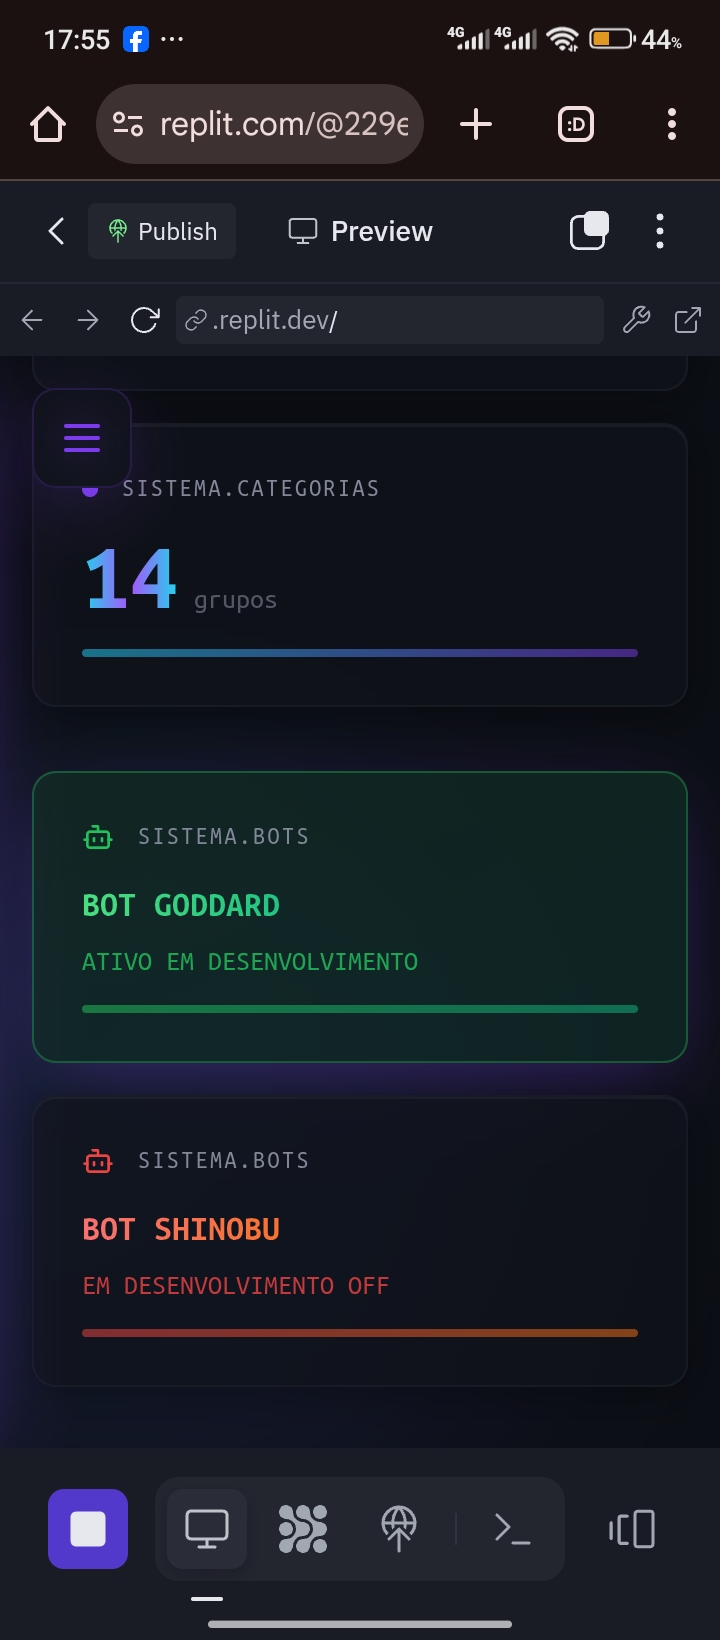 17:55
4G 4G 44%
replit.com/@229e
:D
Publish
Preview
.replit.dev/
SISTEMA.CATEGORIAS
14 grupos
SISTEMA.BOTS
BOT GODDARD
ATIVO EM DESENVOLVIMENTO
SISTEMA.BOTS
BOT SHINOBU
EM DESENVOLVIMENTO OFF